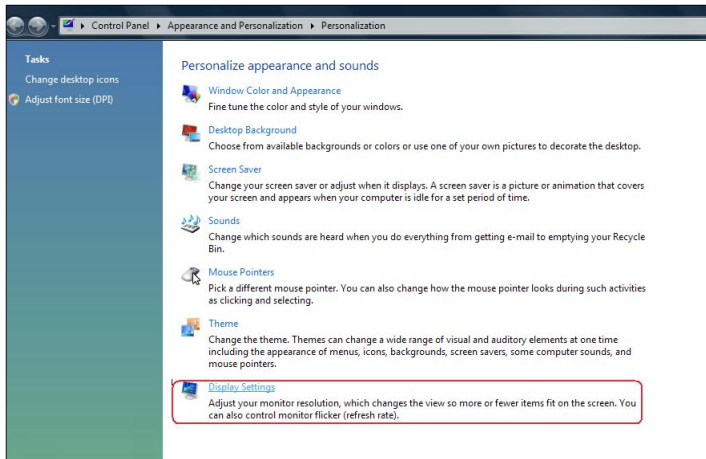 Control Panel ▸ Appearance and Personalization ▸ Personalization
Tasks
Change desktop icons
Adjust font size (DPI)
Personalize appearance and sounds
Window Color and Appearance
Fine tune the color and style of your windows.
Desktop Background
Choose from available backgrounds or colors or use one of your own pictures to decorate the desktop.
Screen Saver
Change your screen saver or adjust when it displays. A screen saver is a picture or animation that covers
your screen and appears when your computer is idle for a set period of time.
Sounds
Change which sounds are heard when you do everything from getting e-mail to emptying your Recycle
Bin.
Mouse Pointers
Pick a different mouse pointer. You can also change how the mouse pointer looks during such activities
as clicking and selecting.
Theme
Change the theme. Themes can change a wide range of visual and auditory elements at one time
including the appearance of menus, icons, backgrounds, screen savers, some computer sounds, and
mouse pointers.
Display Settings
Adjust your monitor resolution, which changes the view so more or fewer items fit on the screen. You
can also control monitor flicker (refresh rate).